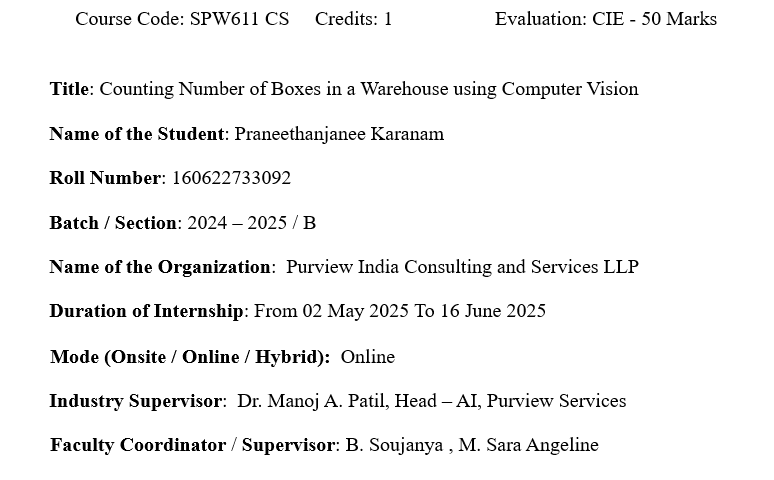 Course Code: SPW611 CS Credits: 1 Evaluation: CIE - 50 Marks
Title: Counting Number of Boxes in a Warehouse using Computer Vision
Name of the Student: Praneethanjanee Karanam
Roll Number: 160622733092
Batch / Section: 2024 – 2025 / B
Name of the Organization: Purview India Consulting and Services LLP
Duration of Internship: From 02 May 2025 To 16 June 2025
Mode (Onsite / Online / Hybrid): Online
Industry Supervisor: Dr. Manoj A. Patil, Head – AI, Purview Services
Faculty Coordinator / Supervisor: B. Soujanya , M. Sara Angeline